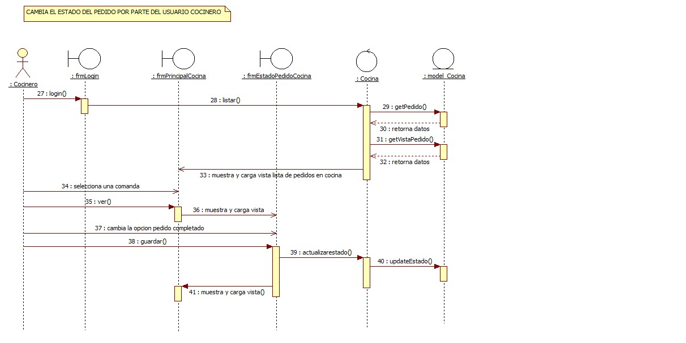 CAMBIA EL ESTADO DEL PEDIDO POR PARTE DEL USUARIO COCINERO
: Cocinero
: frmLogin
: frmPrincipalCocina
: frmEstadoPedidoCocina
: Cocina
: model_Cocina
27 : login()
28 : listar()
29 : getPedido()
30 : retorna datos
31 : getVistaPedido()
32 : retorna datos
33 : muestra y carga vista lista de pedidos en cocina
34 : selecciona una comanda
35 : ver()
36 : muestra y carga vista
37 : cambia la opcion pedido completado
38 : guardar()
39 : actualizarestado()
40 : updateEstado()
41 : muestra y carga vista()